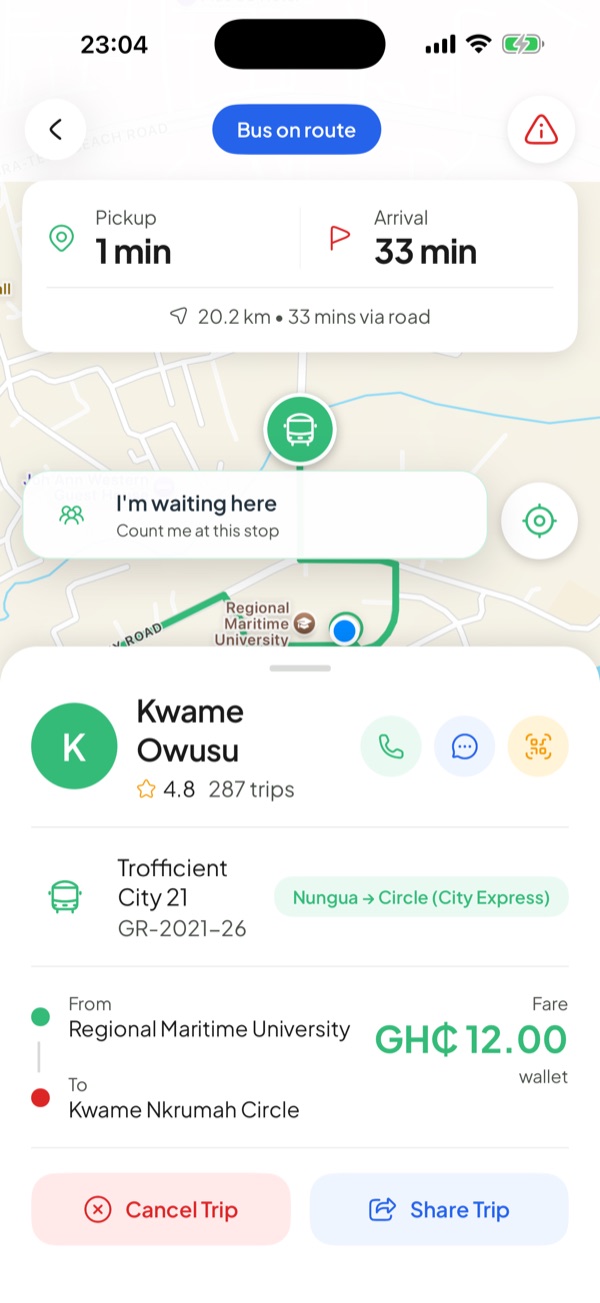 23:04
BEACH ROAD
Bus on route
Pickup
1 min
Arrival
33 min
20.2 km • 33 mins via road
I'm waiting here
Count me at this stop
Regional
Maritime
University
ROAD
K
Kwame
Owusu
4.8 287 trips
Trofficient
City 21
GR-2021-26
Nungua → Circle (City Express)
From
Regional Maritime University
Fare
GH₵ 12.00
wallet
To
Kwame Nkrumah Circle
Cancel Trip
Share Trip